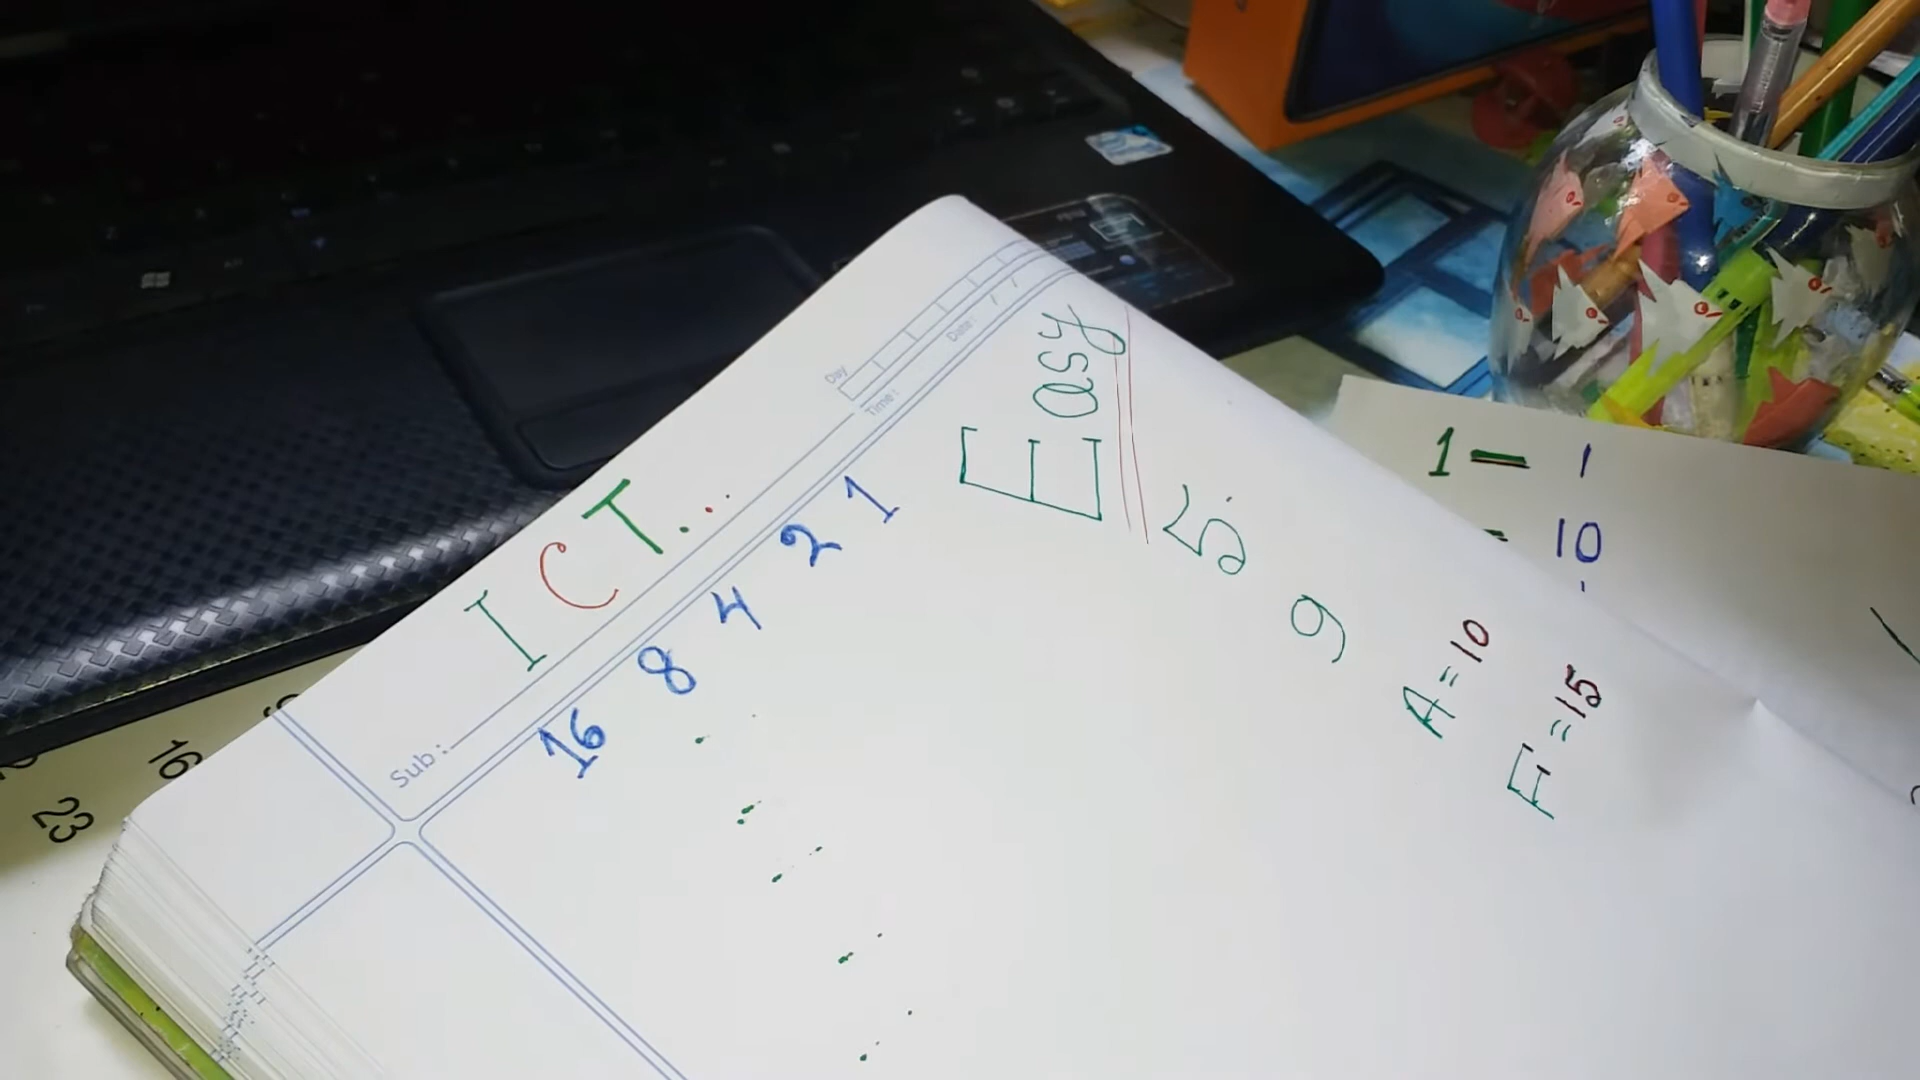 Day
Time:
Date: / /
Sub:
I C T...
16 8 4 2 1
Easy
5
9
A = 10
F = 15
1 — 1
10
16
23